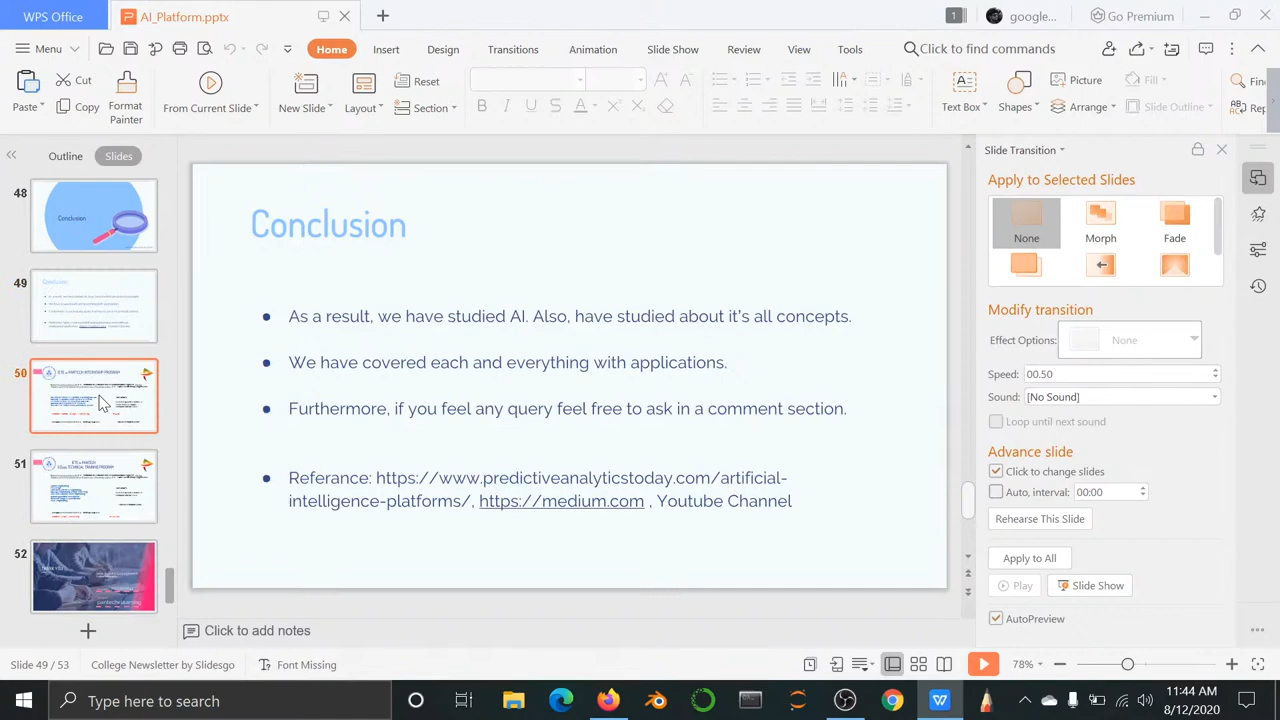 WPS Office
AI_Platform.pptx
1
google...
Go Premium
Menu
Home
Insert
Design
Transitions
Animation
Slide Show
Review
View
Tools
Click to find commands
Paste
Cut
Copy
Format
Painter
From Current Slide
New Slide
Layout
Reset
Section
Text Box
Shapes
Picture
Arrange
Fill
Slide Outline
Fin
Rep
Outline
Slides
48
Conclusion
49
Conclusion
50
51
52
Conclusion
As a result, we have studied AI. Also, have studied about it's all concepts.
We have covered each and everything with applications.
Furthermore, if you feel any query feel free to ask in a comment section.
Referance: https://www.predictiveanalyticstoday.com/artificial-
intelligence-platforms/, https://medium.com , Youtube Channel
Click to add notes
Slide Transition
Apply to Selected Slides
None
Morph
Fade
Modify transition
Effect Options:
None
Speed:
00.50
Sound:
[No Sound]
Loop until next sound
Advance slide
Click to change slides
Auto, interval:
00:00
Rehearse This Slide
Apply to All
Play
Slide Show
AutoPreview
Slide 49 / 53
College Newsletter by Slidesgo
Font Missing
78%
Type here to search
11:44 AM
8/12/2020